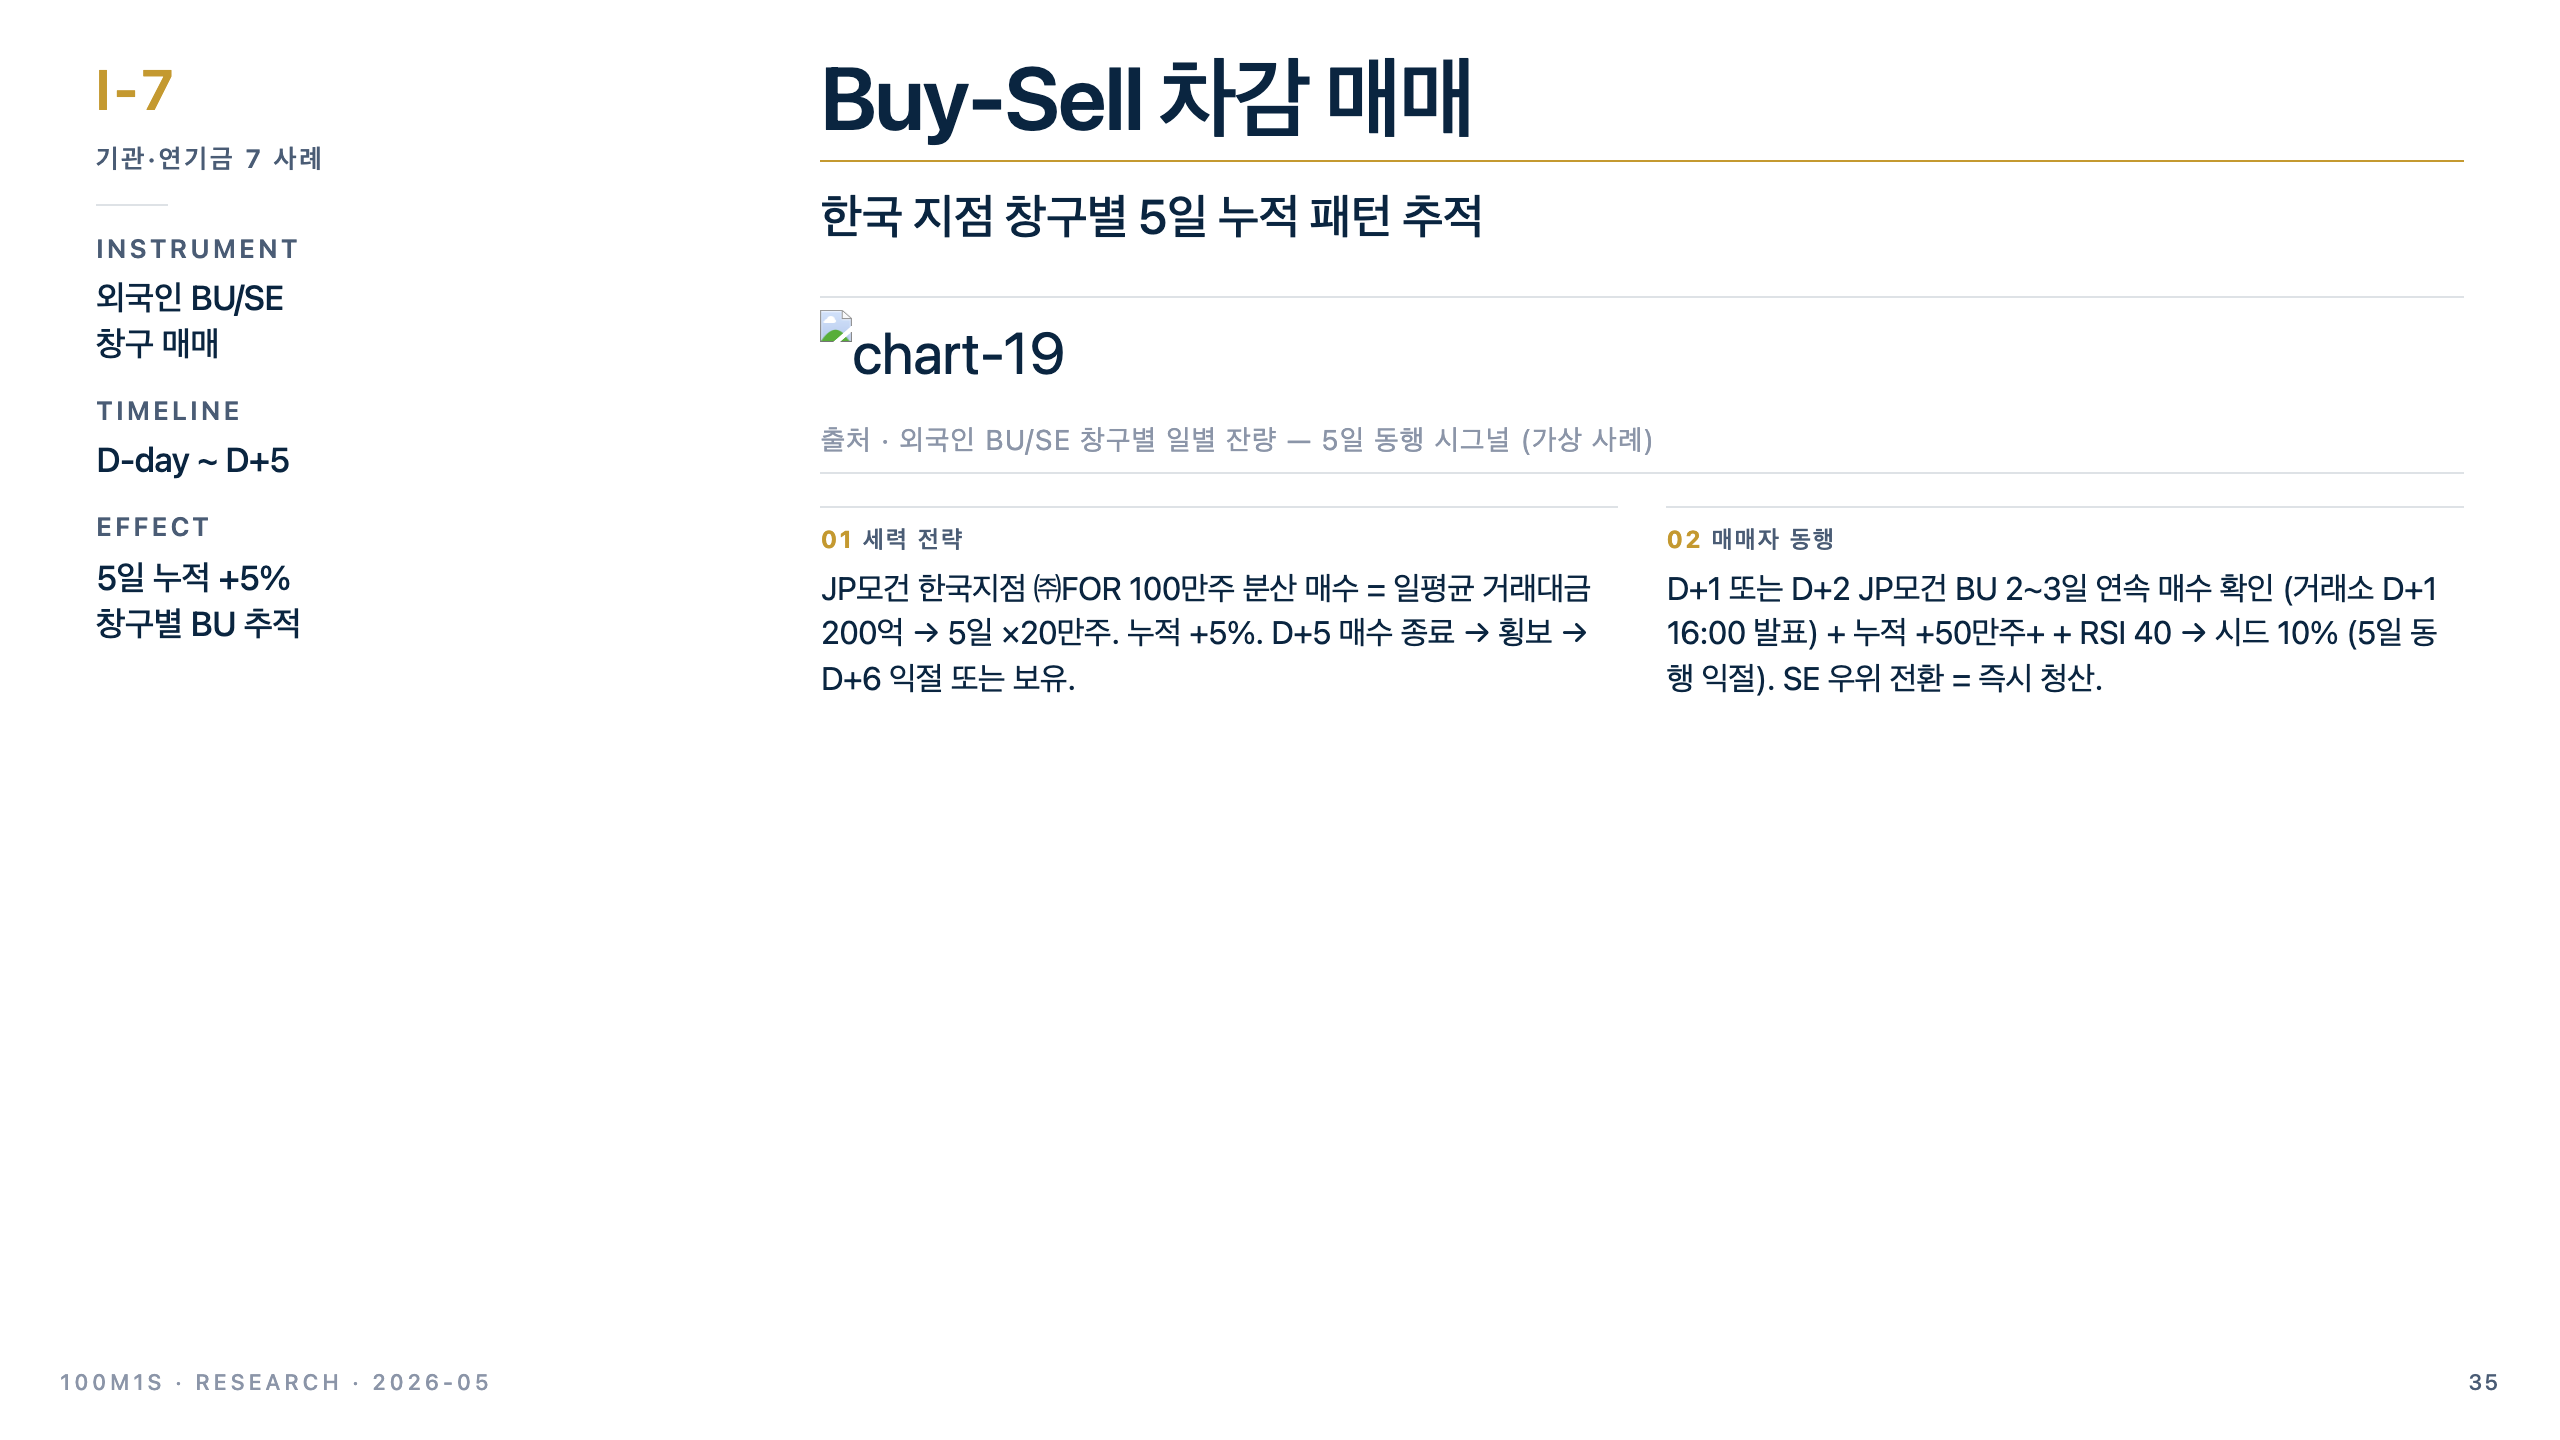 I-7
기관·연기금 7 사례
INSTRUMENT
외국인 BU/SE
창구 매매
TIMELINE
D-day ~ D+5
EFFECT
5일 누적 +5%
창구별 BU 추적
Buy-Sell 차감 매매
한국 지점 창구별 5일 누적 패턴 추적
chart-19
출처 · 외국인 BU/SE 창구별 일별 잔량 — 5일 동행 시그널 (가상 사례)
01 세력 전략
JP모건 한국지점 ㈜FOR 100만주 분산 매수 = 일평균 거래대금
200억 → 5일 ×20만주. 누적 +5%. D+5 매수 종료 → 횡보 →
D+6 익절 또는 보유.
02 매매자 동행
D+1 또는 D+2 JP모건 BU 2~3일 연속 매수 확인 (거래소 D+1
16:00 발표) + 누적 +50만주+ + RSI 40 → 시드 10% (5일 동
행 익절). SE 우위 전환 = 즉시 청산.
100M1S · RESEARCH · 2026-05
35